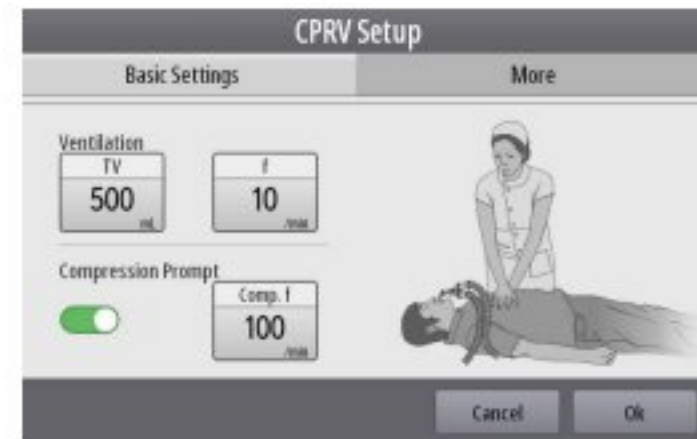 CPRV Setup
Basic Settings More
Ventilation
TV f
500 10
mL /min
Compression Prompt
Comp. f
100
/min
Cancel Ok